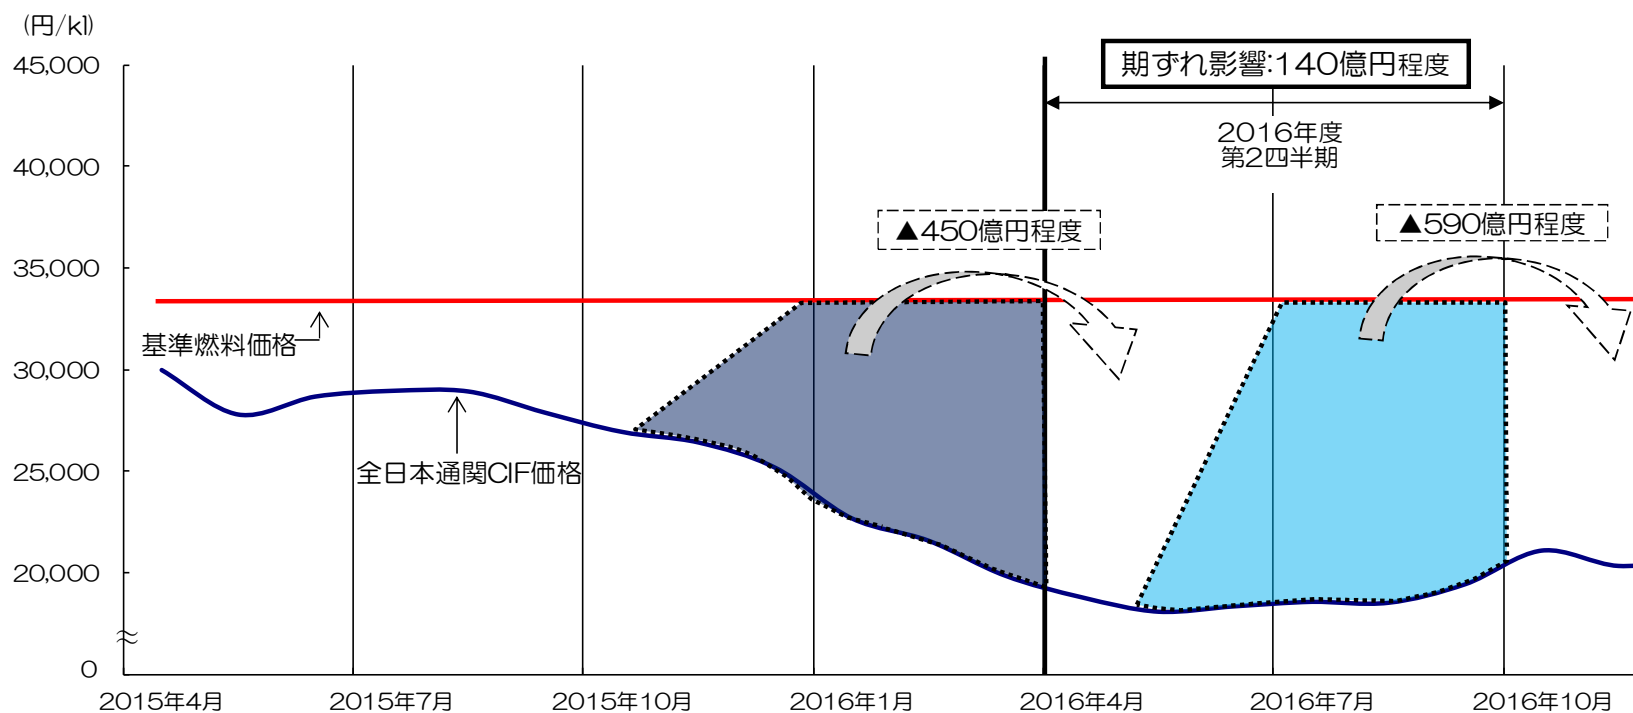 (円/kl)
45,000
期ずれ影響:140億円程度
2016年度
第2四半期
40,000
▲450億円程度
▲590億円程度
35,000
基準燃料価格
30,000
全日本通関CIF価格
25,000
20,000
0
2015年4月
2015年7月
2015年10月
2016年1月
2016年4月
2016年7月
2016年10月